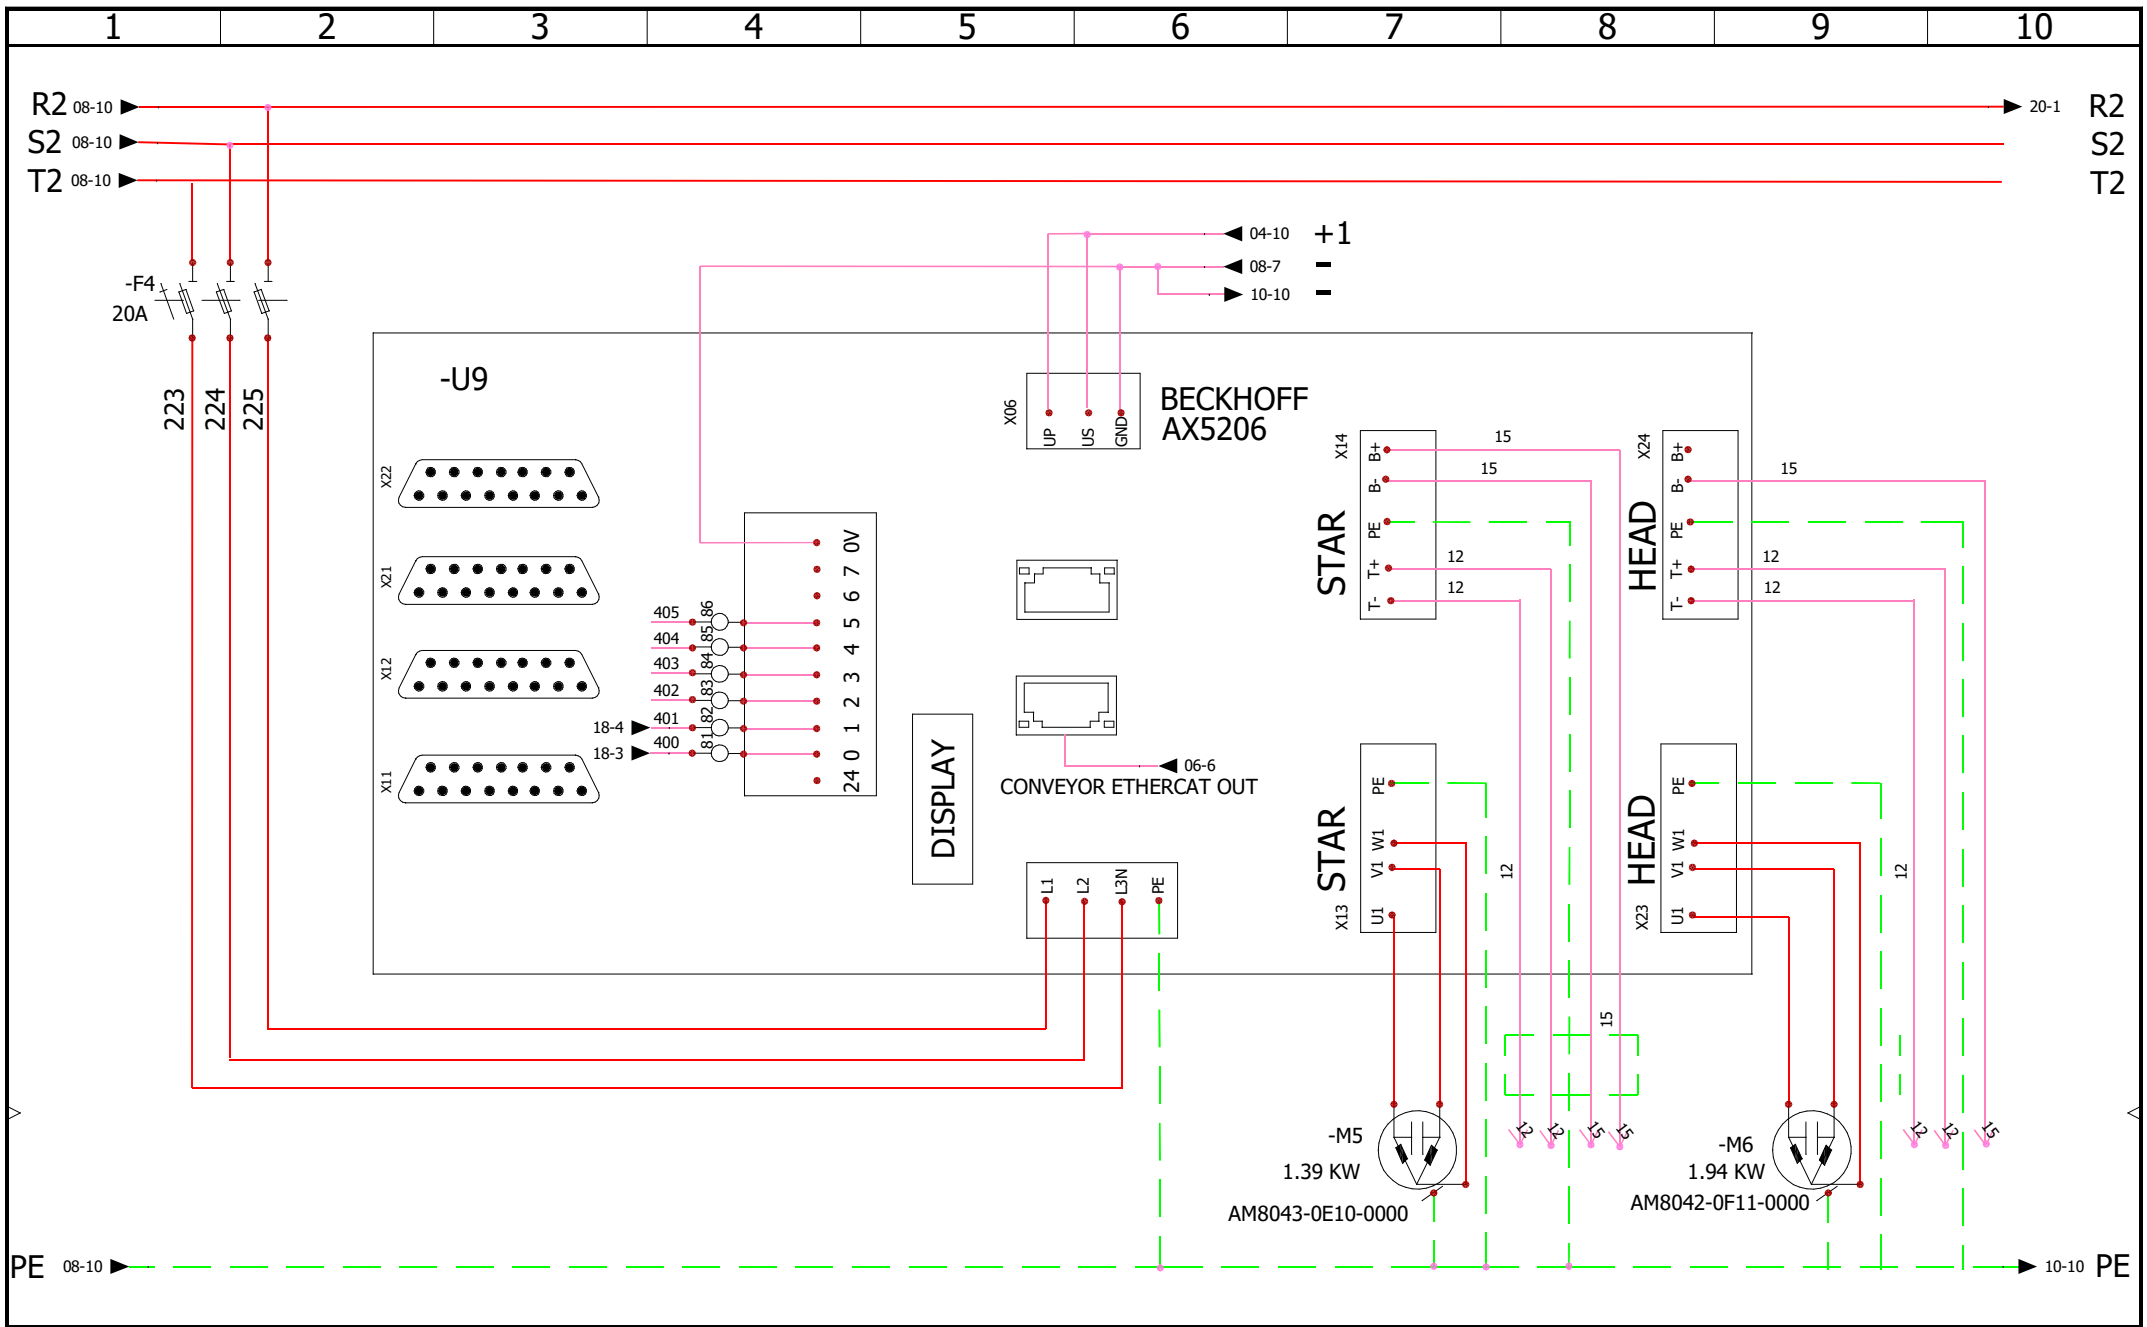 1 2 3 4 5 6 7 8 9 10
R2 08-10 20-1 R2
S2 08-10 S2
T2 08-10 T2
04-10 +1
08-7 -
10-10 -
-F4
20A
223
224
225
-U9
BECKHOFF
AX5206
X06
UP
US
GND
X22
X21
X12
X11
0V
7
6
5
4
3
2
1
0
24
405
86
404
85
403
84
402
83
18-4
401
82
18-3
400
81
DISPLAY
06-6
CONVEYOR ETHERCAT OUT
L1
L2
L3N
PE
X14
STAR
B+
B-
PE
T+
T-
15
15
12
12
X24
HEAD
B+
B-
PE
T+
T-
15
12
12
STAR
X13
PE
W1
V1
U1
12
HEAD
X23
PE
W1
V1
U1
12
15
12
12
15
15
12
12
15
-M5
1.39 KW
AM8043-0E10-0000
-M6
1.94 KW
AM8042-0F11-0000
PE 08-10 10-10 PE